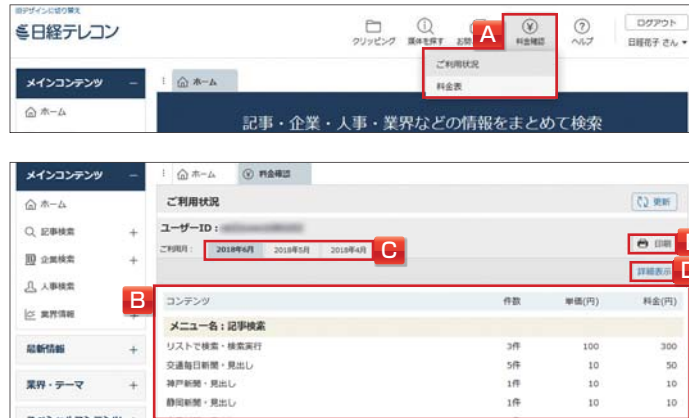 旧デザインに切り替え
日経テレコン
クリッピング 媒体を探す A 料金確認 ヘルプ
ログアウト
日経花子 さん
ご利用状況
料金表
メインコンテンツ －
ホーム
ホーム
記事・企業・人事・業界などの情報をまとめて検索
メインコンテンツ －
ホーム 料金確認
ホーム
ご利用状況 更新
記事検索 ＋
ユーザーID：
ご利用月： 2018年6月 2018年5月 2018年4月 C
印刷
企業検索 ＋
詳細表示
人事検索
B
業界情報 ＋
コンテンツ 件数 単価(円) 料金(円)
メニュー名：記事検索
最新情報 ＋
リストで検索・検索実行 3件 100 300
交通毎日新聞・見出し 5件 10 50
業界・テーマ ＋
神戸新聞・見出し 1件 10 10
静岡新聞・見出し 1件 10 10